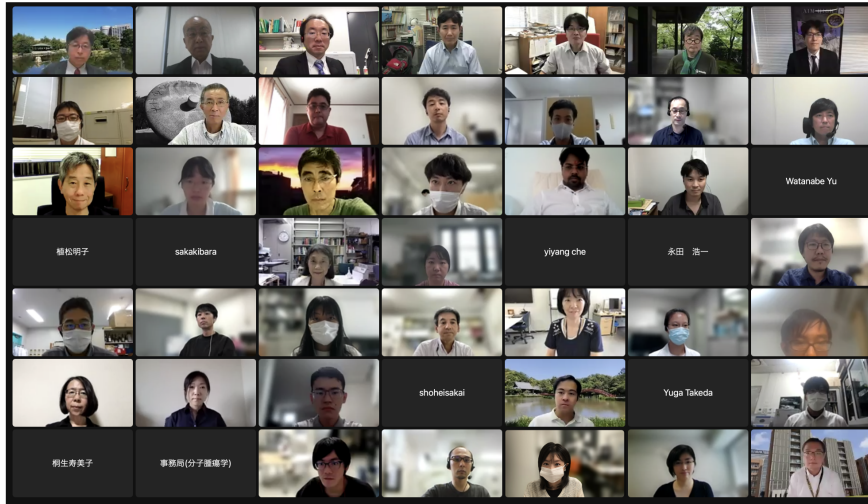 Watanabe Yu
植松明子
sakakibara
yiyang che
永田　浩一
shoheisakai
Yuga Takeda
桐生寿美子
事務局(分子腫瘍学)